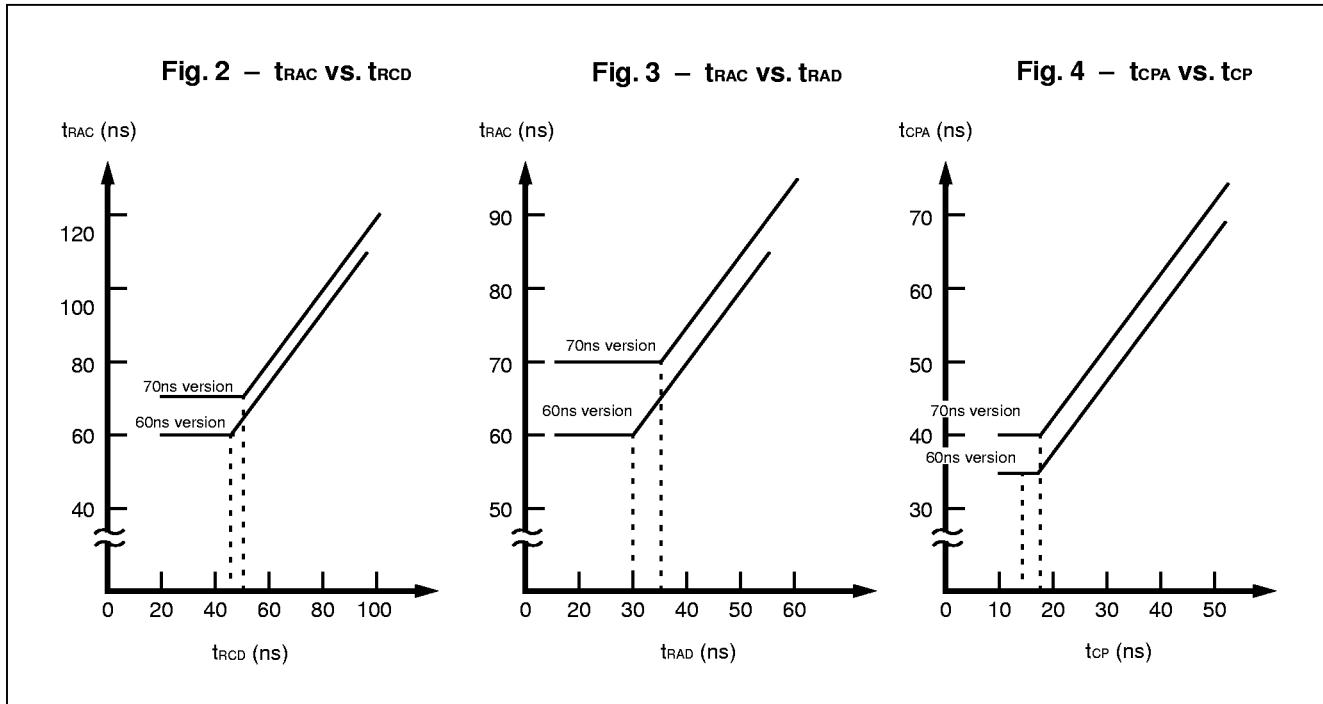 Fig. 2 – tRAC vs. tRCD
tRAC (ns)
120
100
80
60
40
70ns version
60ns version
0 20 40 60 80 100
tRCD (ns)
Fig. 3 – tRAC vs. tRAD
tRAC (ns)
90
80
70
60
50
70ns version
60ns version
0 20 30 40 50 60
tRAD (ns)
Fig. 4 – tCPA vs. tCP
tCPA (ns)
70
60
50
70ns version
40
60ns version
30
0 10 20 30 40 50
tCP (ns)